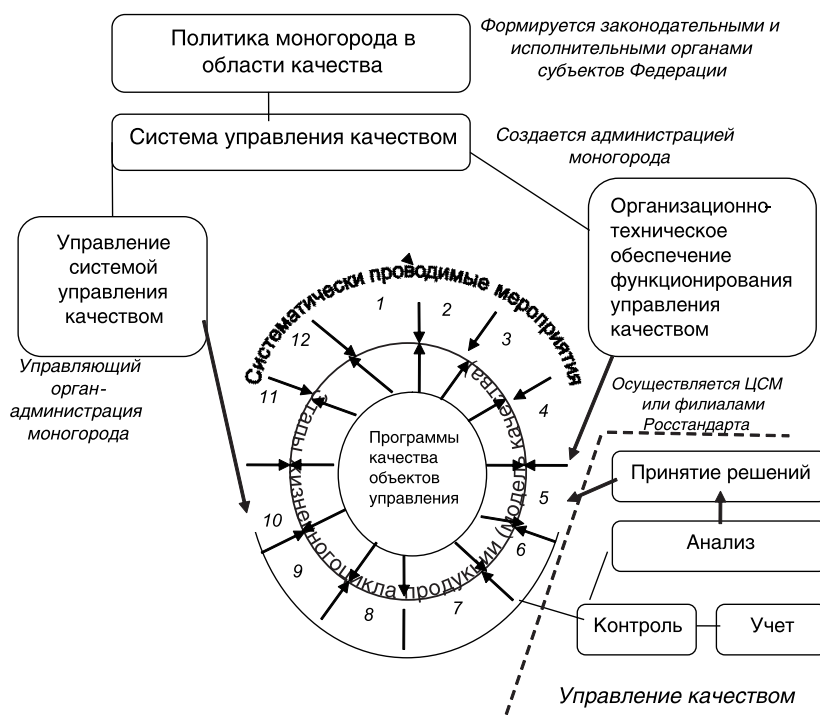 Политика моногорода в
области качества
Формируется законодательными и
исполнительными органами
субъектов Федерации
Система управления качеством
Создается администрацией
моногорода
Управление
системой
управления
качеством
Организационно-
техническое
обеспечение
функционирования
управления
качеством
Управляющий
орган-
администрация
моногорода
Осуществляется ЦСМ
или филиалами
Росстандарта
Систематически проводимые мероприятия
1
2
3
4
5
6
7
8
9
10
11
12
(Этапы жизненногоцикла продукции (модель качества)
Программы
качества
объектов
управления
Принятие решений
Анализ
Контроль
Учет
Управление качеством